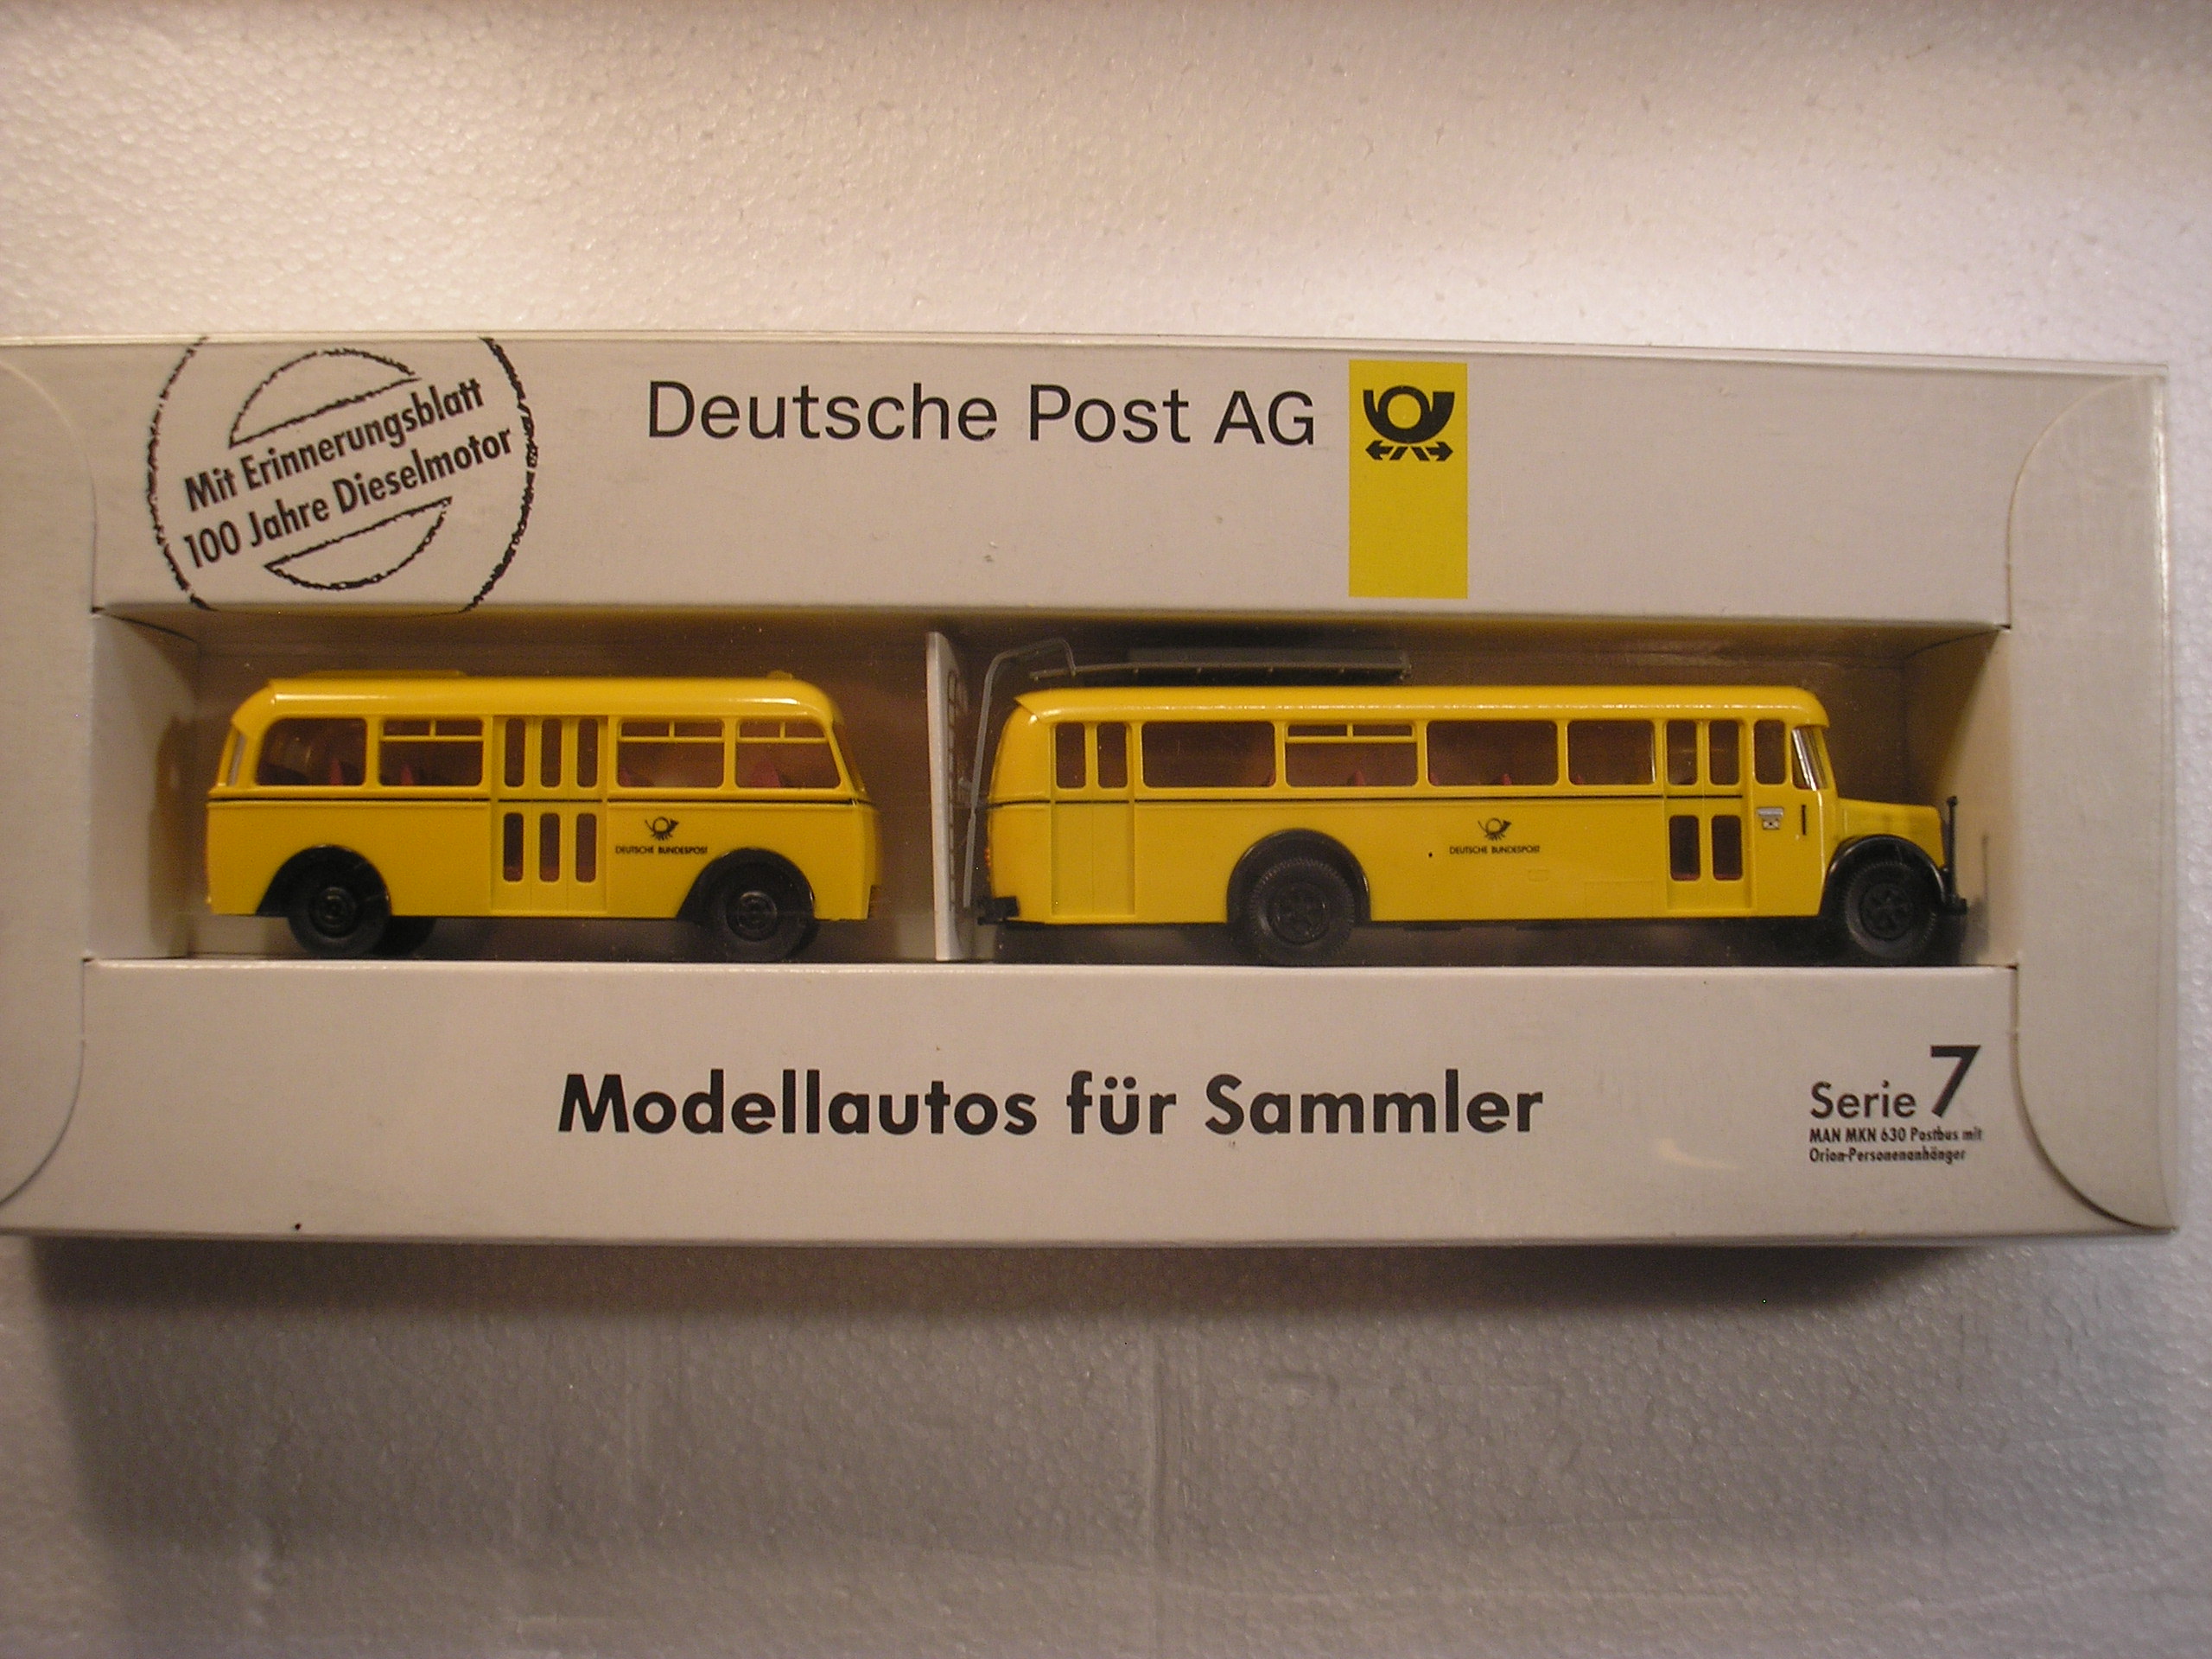 Mit Erinnerungsblatt
100 Jahre Dieselmotor
Deutsche Post AG
DEUTSCHE BUNDESPOST
DEUTSCHE BUNDESPOST
Modellautos für Sammler
Serie 7
MAN MKN 630 Postbus mit
Orion-Personenanhänger